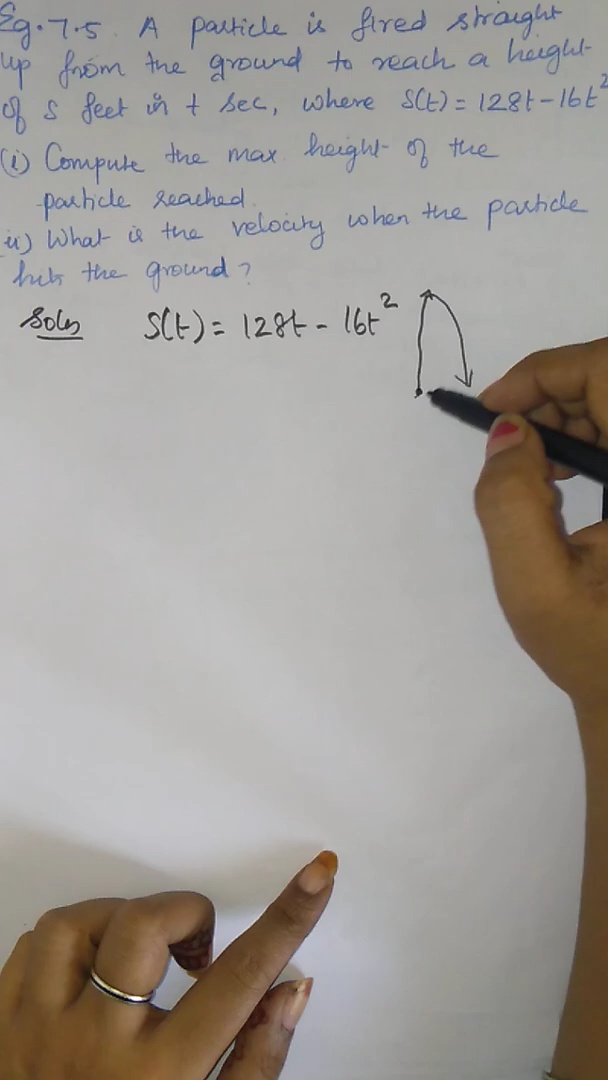 Eg. 7.5. A particle is fired straight
up from the ground to reach a height
of s feet in t sec, where S(t) = 128t - 16t²
(i) Compute the max height of the
particle reached.
(ii) What is the velocity when the particle
hits the ground?
Soln S(t) = 128t - 16t²